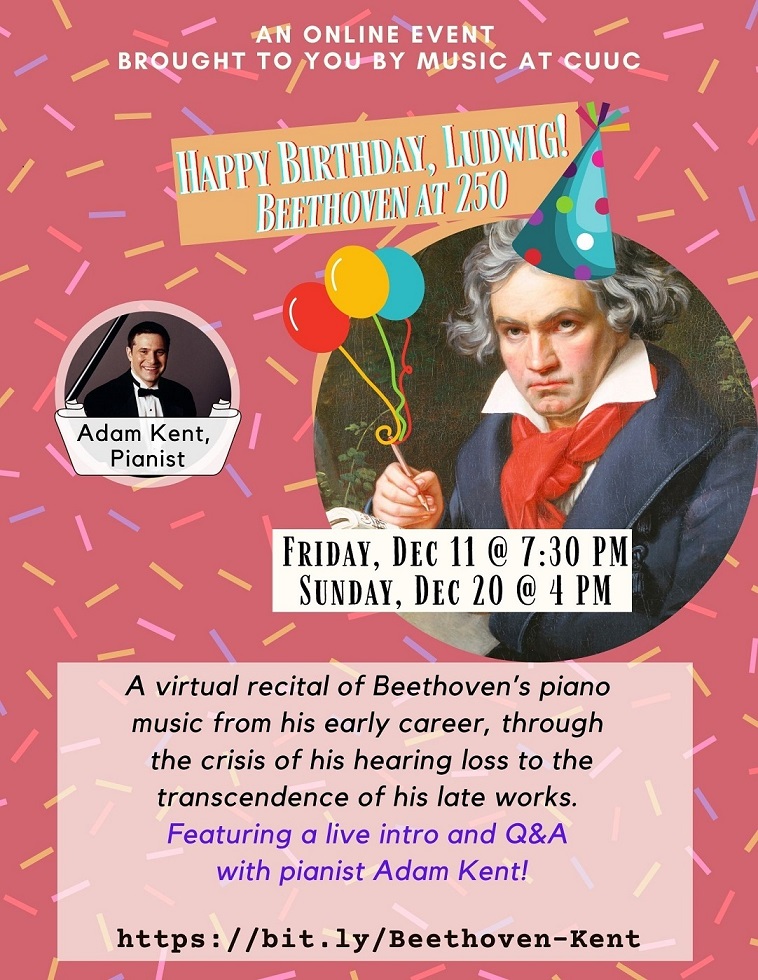 AN ONLINE EVENT
BROUGHT TO YOU BY MUSIC AT CUUC
HAPPY BIRTHDAY, LUDWIG!
BEETHOVEN AT 250
Adam Kent,
Pianist
FRIDAY, DEC 11 @ 7:30 PM
SUNDAY, DEC 20 @ 4 PM
A virtual recital of Beethoven's piano
music from his early career, through
the crisis of his hearing loss to the
transcendence of his late works.
Featuring a live intro and Q&A
with pianist Adam Kent!
https://bit.ly/Beethoven-Kent